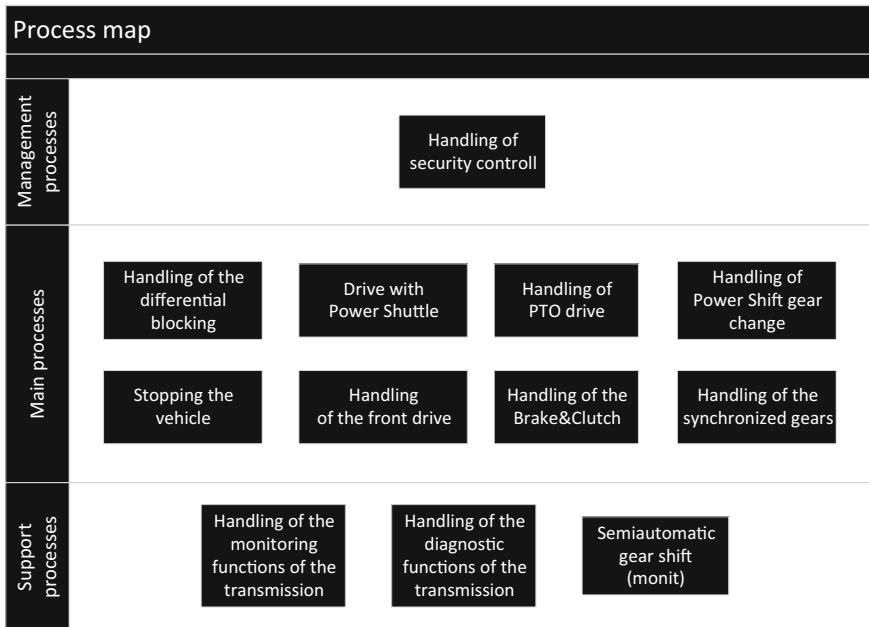 Process map
Management
processes
Handling of
security controll
Main processes
Handling of the
differential
blocking
Drive with
Power Shuttle
Handling of
PTO drive
Handling of
Power Shift gear
change
Stopping the
vehicle
Handling
of the front drive
Handling of the
Brake&Clutch
Handling of the
synchronized gears
Support
processes
Handling of the
monitoring
functions of the
transmission
Handling of the
diagnostic
functions of the
transmission
Semiautomatic
gear shift
(monit)